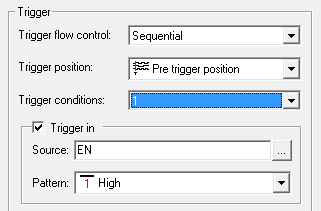 Trigger
Trigger flow control: Sequential
Trigger position: Pre trigger position
Trigger conditions: 1
Trigger in
Source: EN ...
Pattern: 1 High